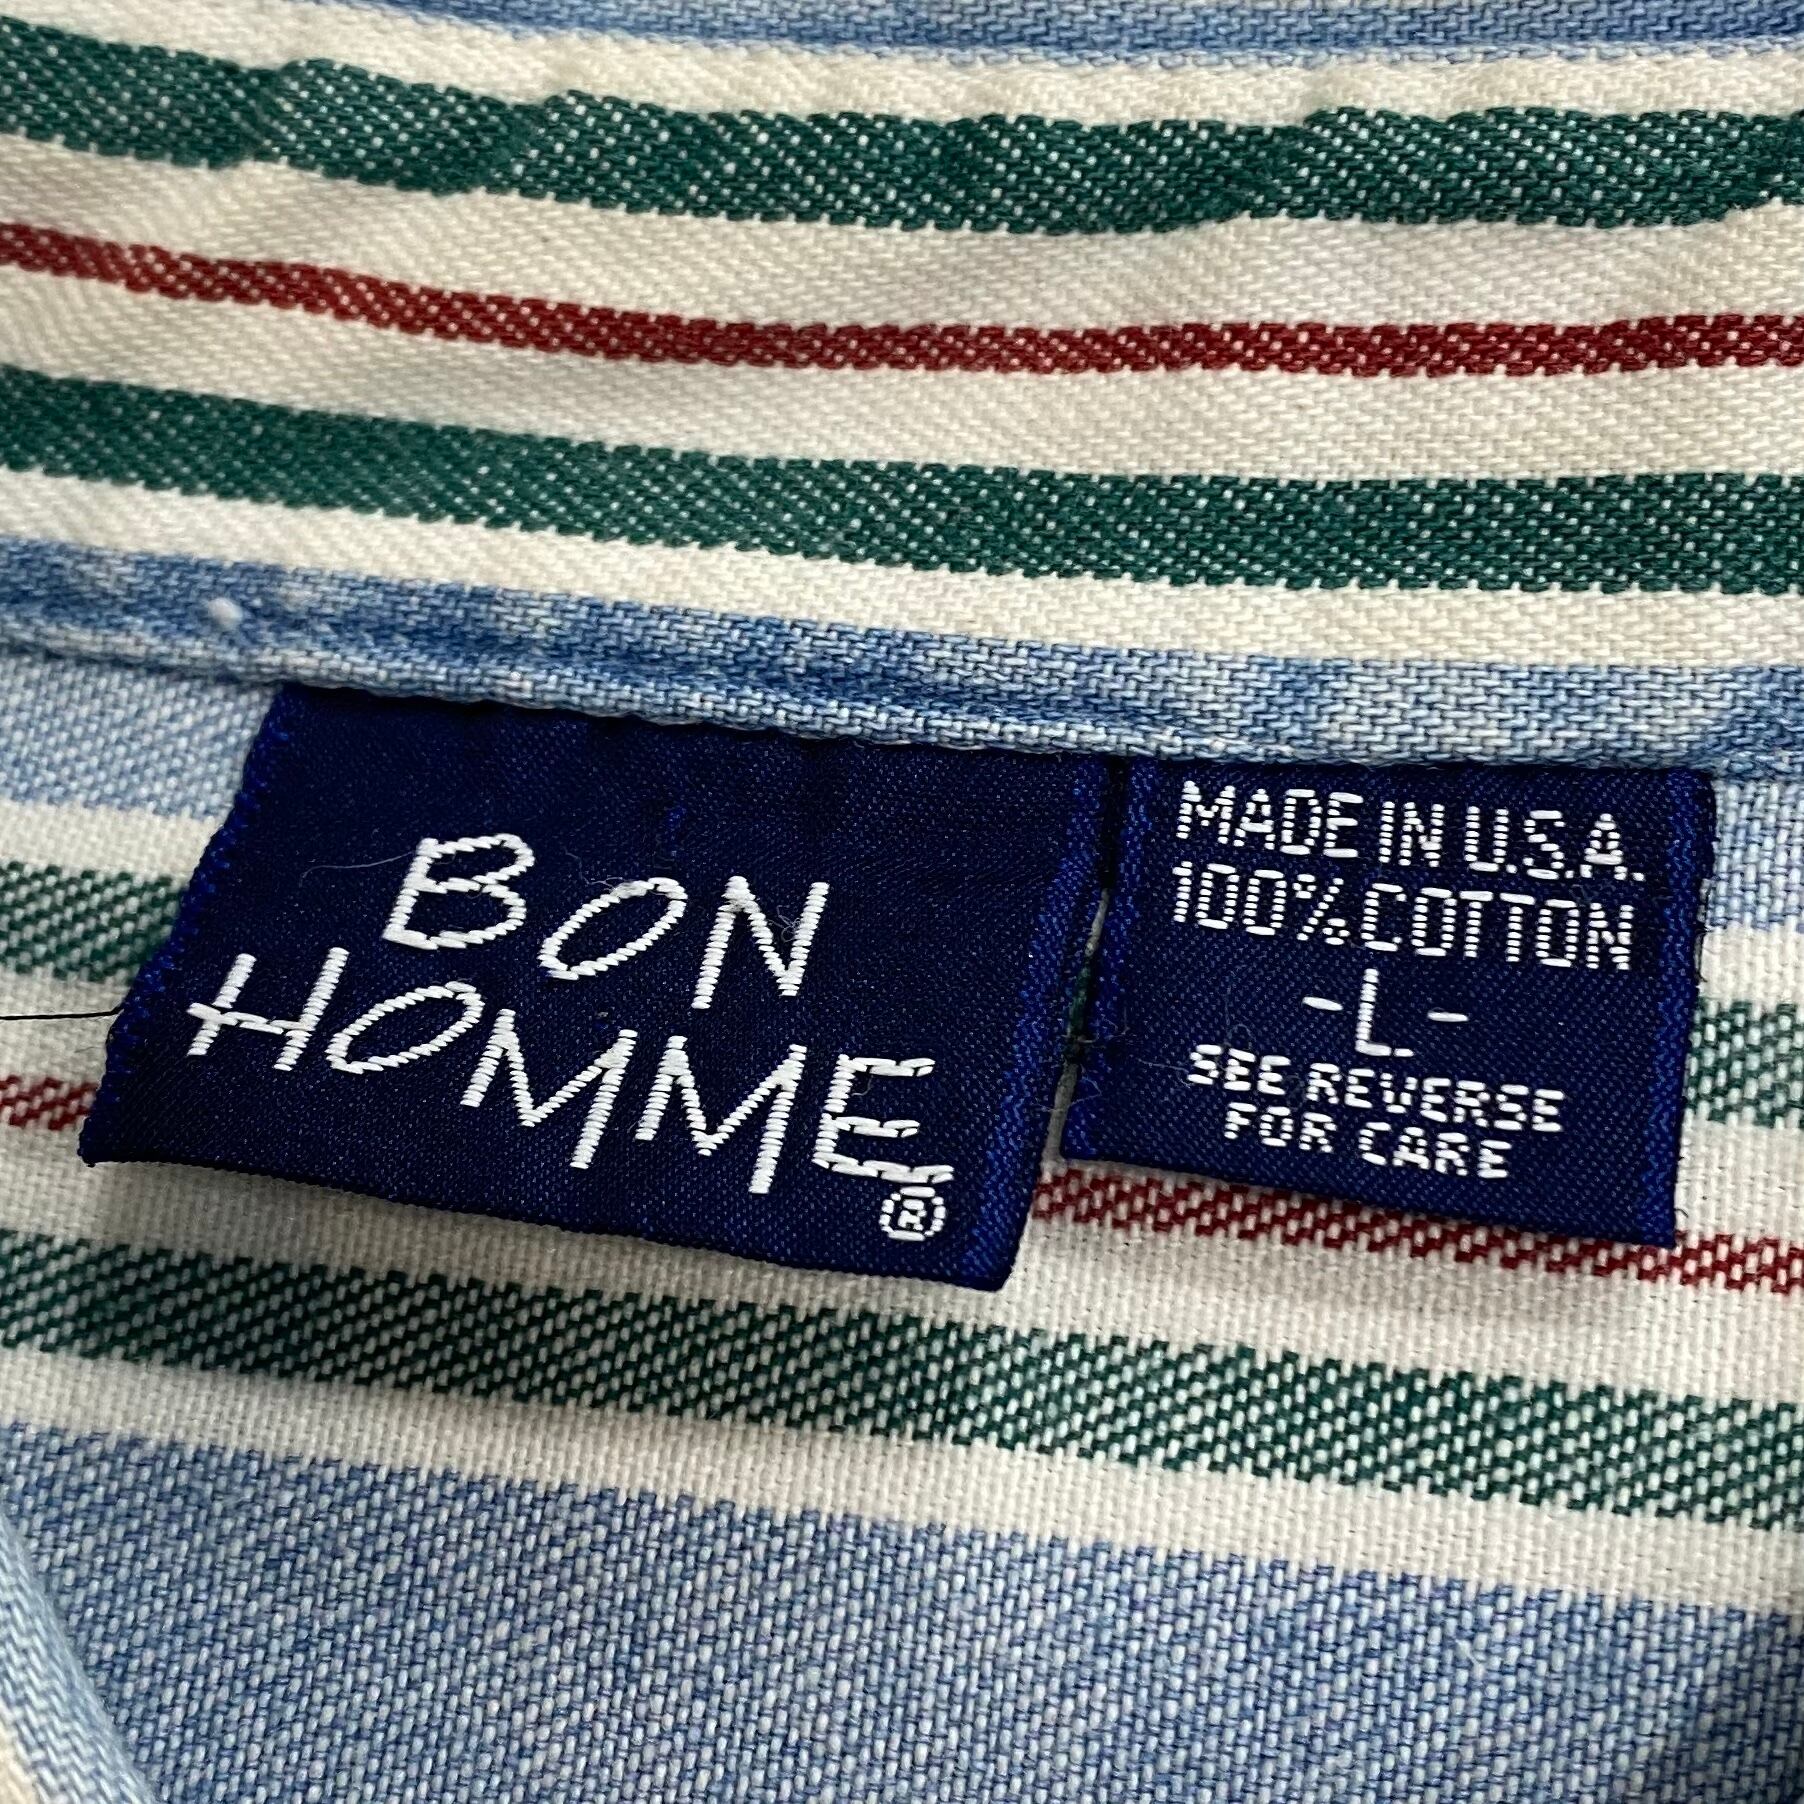 BON
HOMME
®
MADE IN U.S.A.
100% COTTON
-L-
SEE REVERSE
FOR CARE